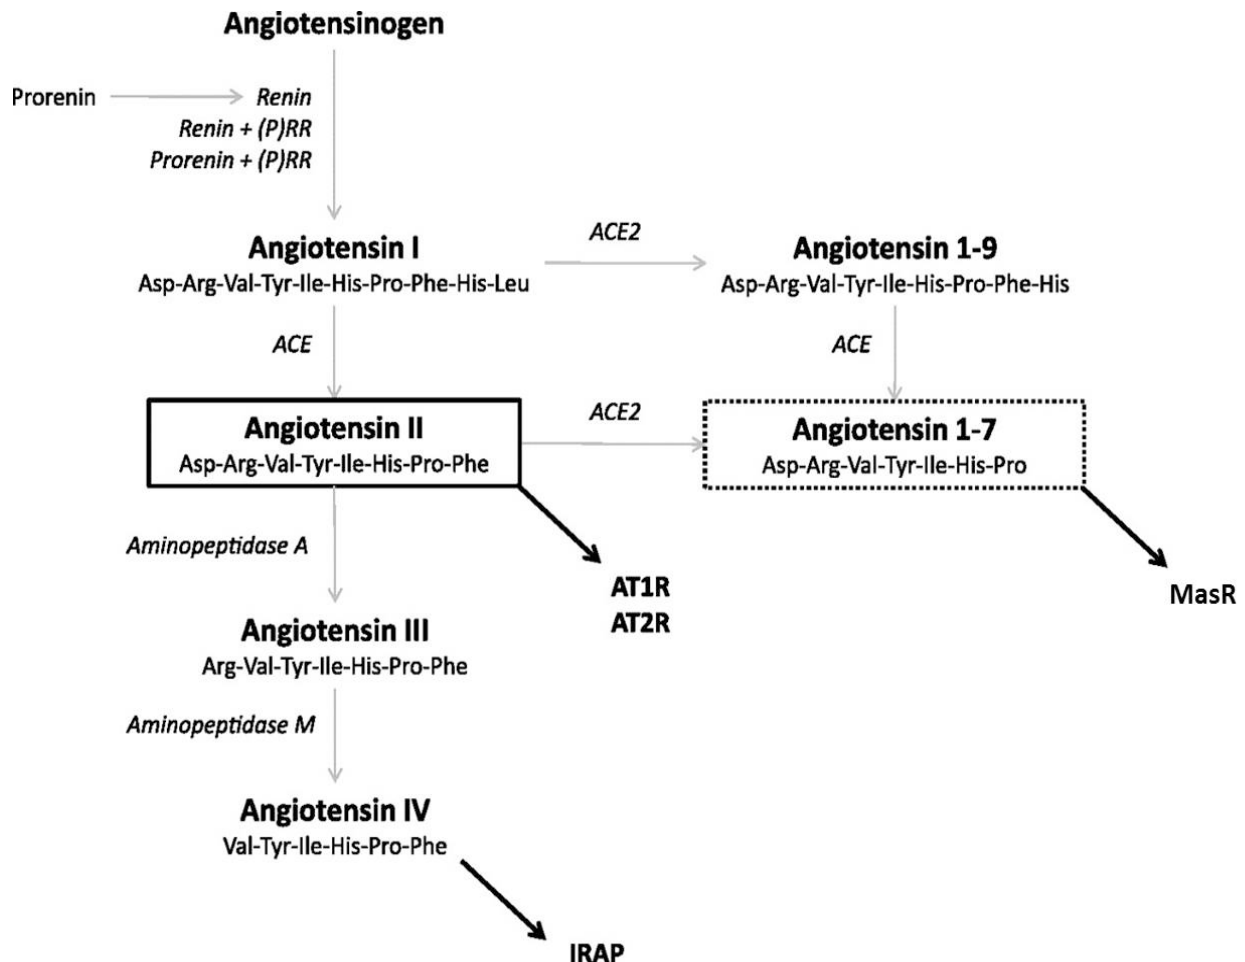 Angiotensinogen
Prorenin
Renin
Renin + (P)RR
Prorenin + (P)RR
Angiotensin I
Asp-Arg-Val-Tyr-Ile-His-Pro-Phe-His-Leu
ACE2
Angiotensin 1-9
Asp-Arg-Val-Tyr-Ile-His-Pro-Phe-His
ACE
ACE
Angiotensin II
Asp-Arg-Val-Tyr-Ile-His-Pro-Phe
ACE2
Angiotensin 1-7
Asp-Arg-Val-Tyr-Ile-His-Pro
Aminopeptidase A
AT1R
AT2R
MasR
Angiotensin III
Arg-Val-Tyr-Ile-His-Pro-Phe
Aminopeptidase M
Angiotensin IV
Val-Tyr-Ile-His-Pro-Phe
IRAP